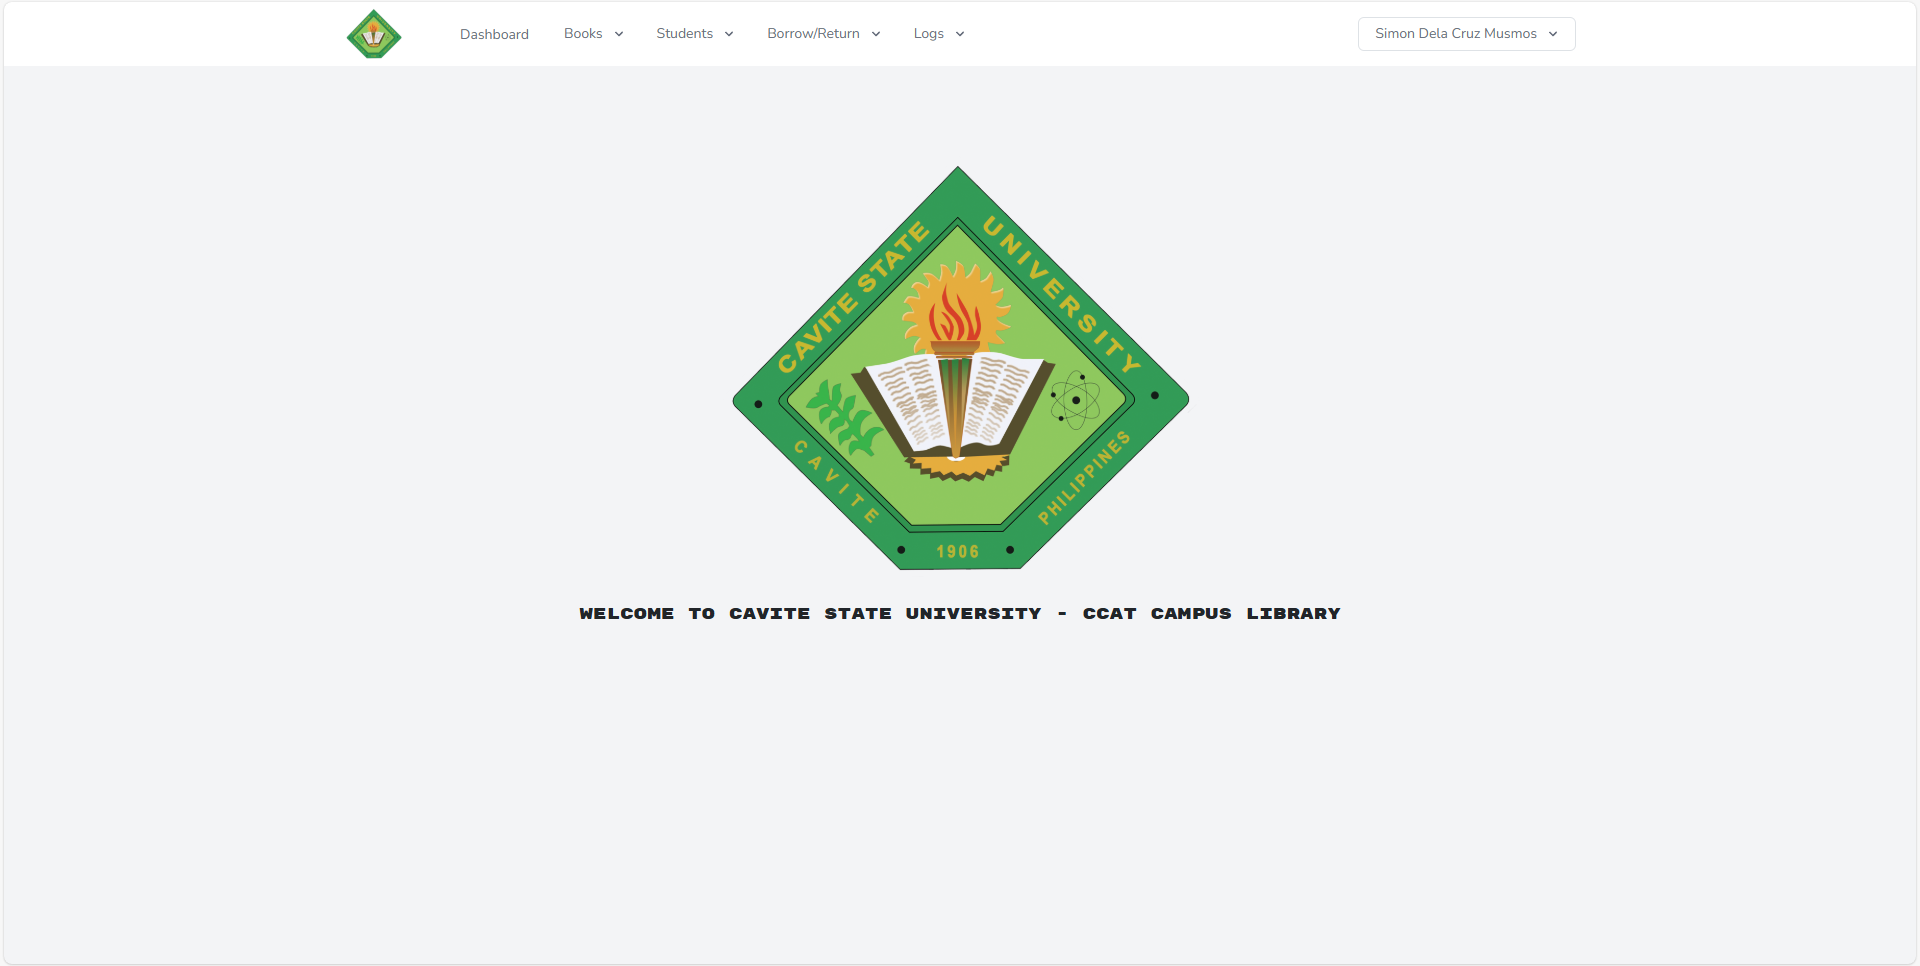 Dashboard Books Students Borrow/Return Logs Simon Dela Cruz Musmos
CAVITE STATE UNIVERSITY
CAVITE PHILIPPINES
1906
WELCOME TO CAVITE STATE UNIVERSITY - CCAT CAMPUS LIBRARY